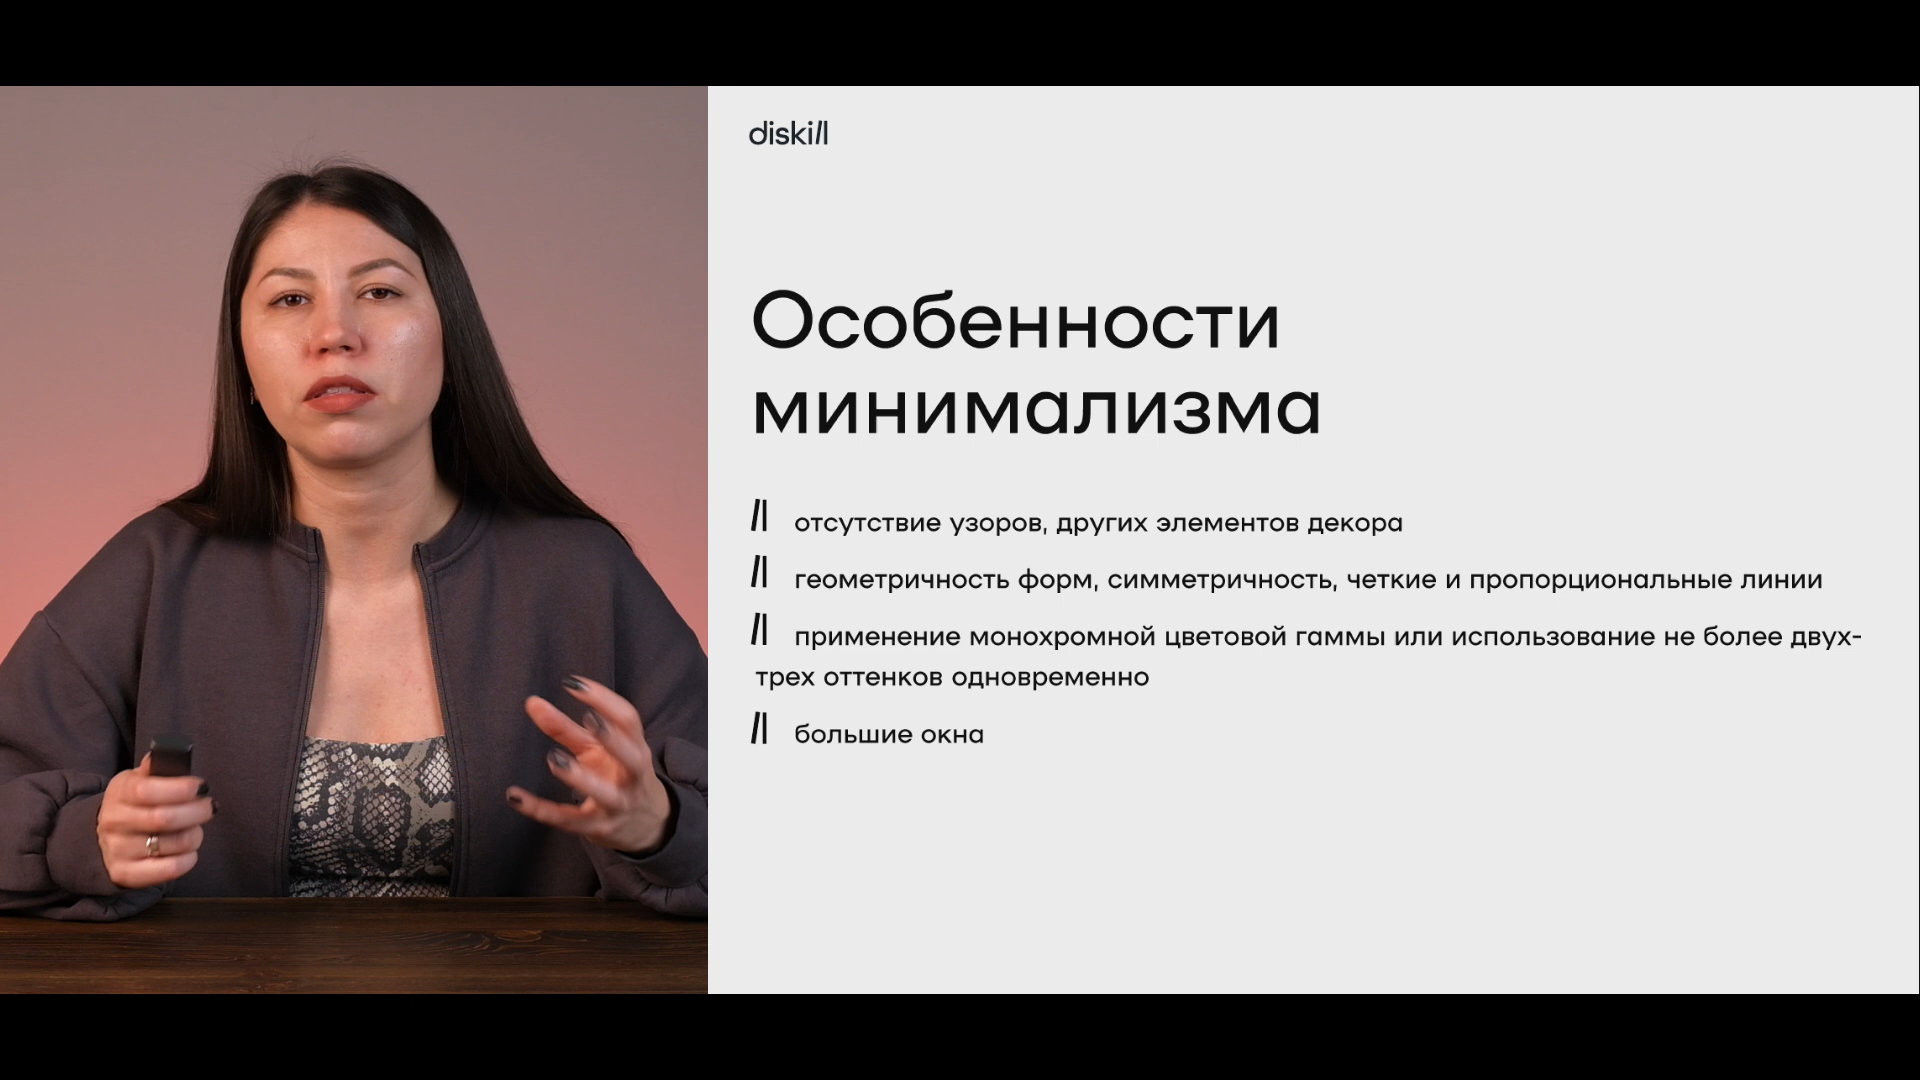 diskill
Особенности
минимализма
отсутствие узоров, других элементов декора
геометричность форм, симметричность, четкие и пропорциональные линии
применение монохромной цветовой гаммы или использование не более двух-
трех оттенков одновременно
большие окна